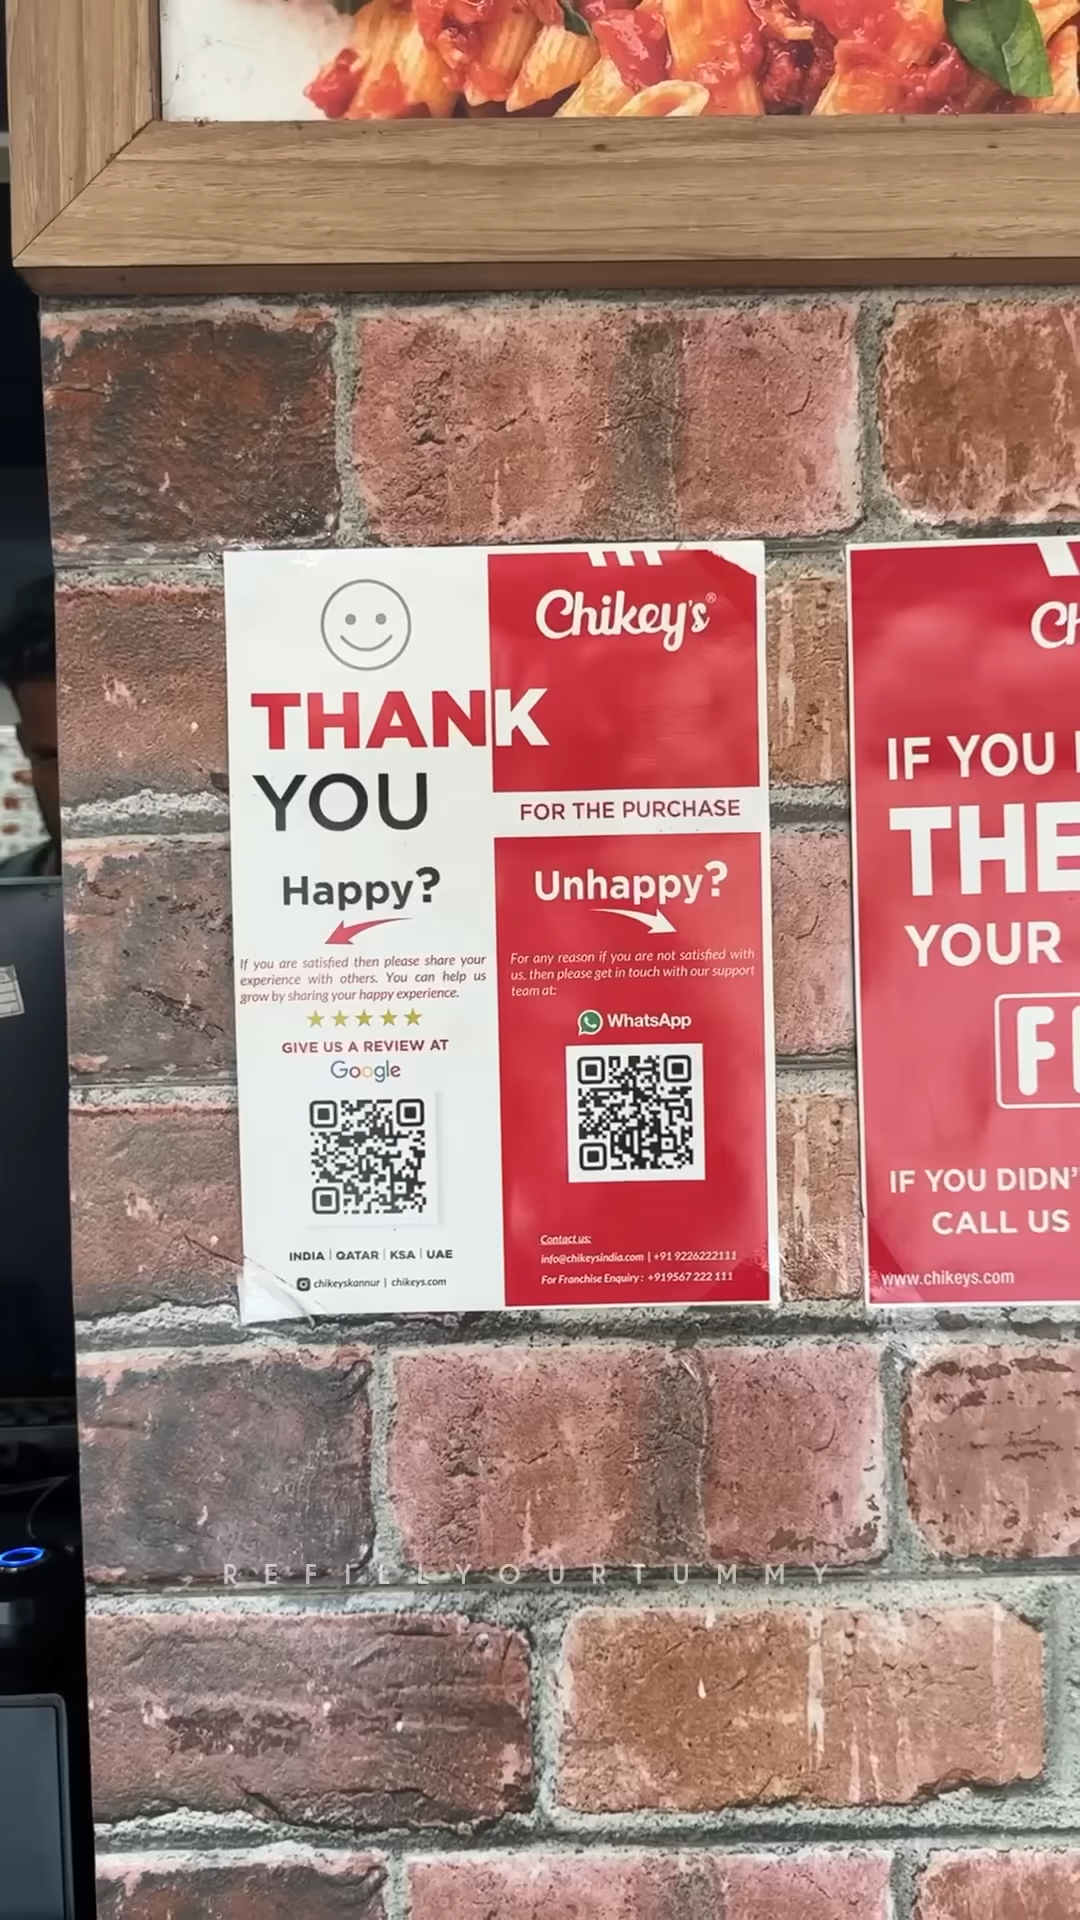 Chikey's®
THANK
YOU
FOR THE PURCHASE
Happy?
If you are satisfied then please share your
experience with others. You can help us
grow by sharing your happy experience.
GIVE US A REVIEW AT
Google
INDIA | QATAR | KSA | UAE
chikeyskannur | chikeys.com
Unhappy?
For any reason if you are not satisfied with
us, then please get in touch with our support
team at:
WhatsApp
Contact us:
info@chikeysindia.com | +91 9226222111
For Franchise Enquiry : +919567 222 111
Ch
IF YOU
THE
YOUR
F
IF YOU DIDN'
CALL US
www.chikeys.com
REFILLYOURTUMMY